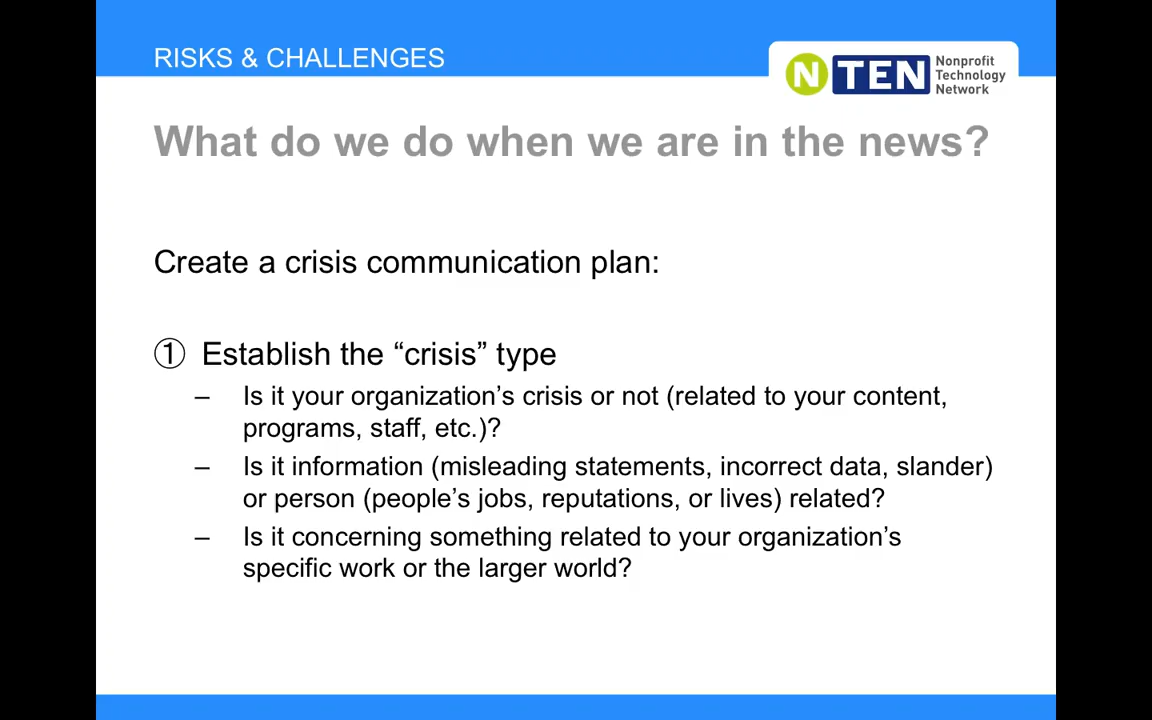 RISKS & CHALLENGES
N TEN
Nonprofit
Technology
Network
What do we do when we are in the news?
Create a crisis communication plan:
① Establish the “crisis” type
– Is it your organization’s crisis or not (related to your content,
programs, staff, etc.)?
– Is it information (misleading statements, incorrect data, slander)
or person (people’s jobs, reputations, or lives) related?
– Is it concerning something related to your organization’s
specific work or the larger world?